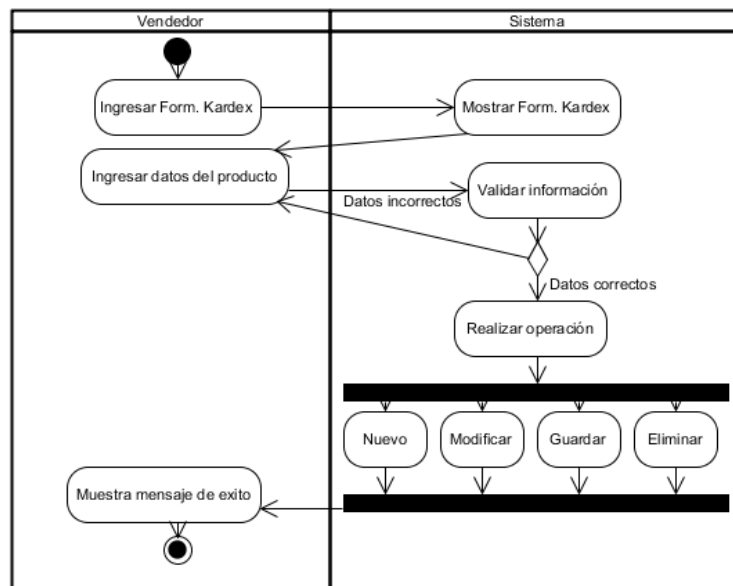 Vendedor
Sistema
Ingresar Form. Kardex
Mostrar Form. Kardex
Ingresar datos del producto
Validar información
Datos incorrectos
Datos correctos
Realizar operación
Nuevo
Modificar
Guardar
Eliminar
Muestra mensaje de exito